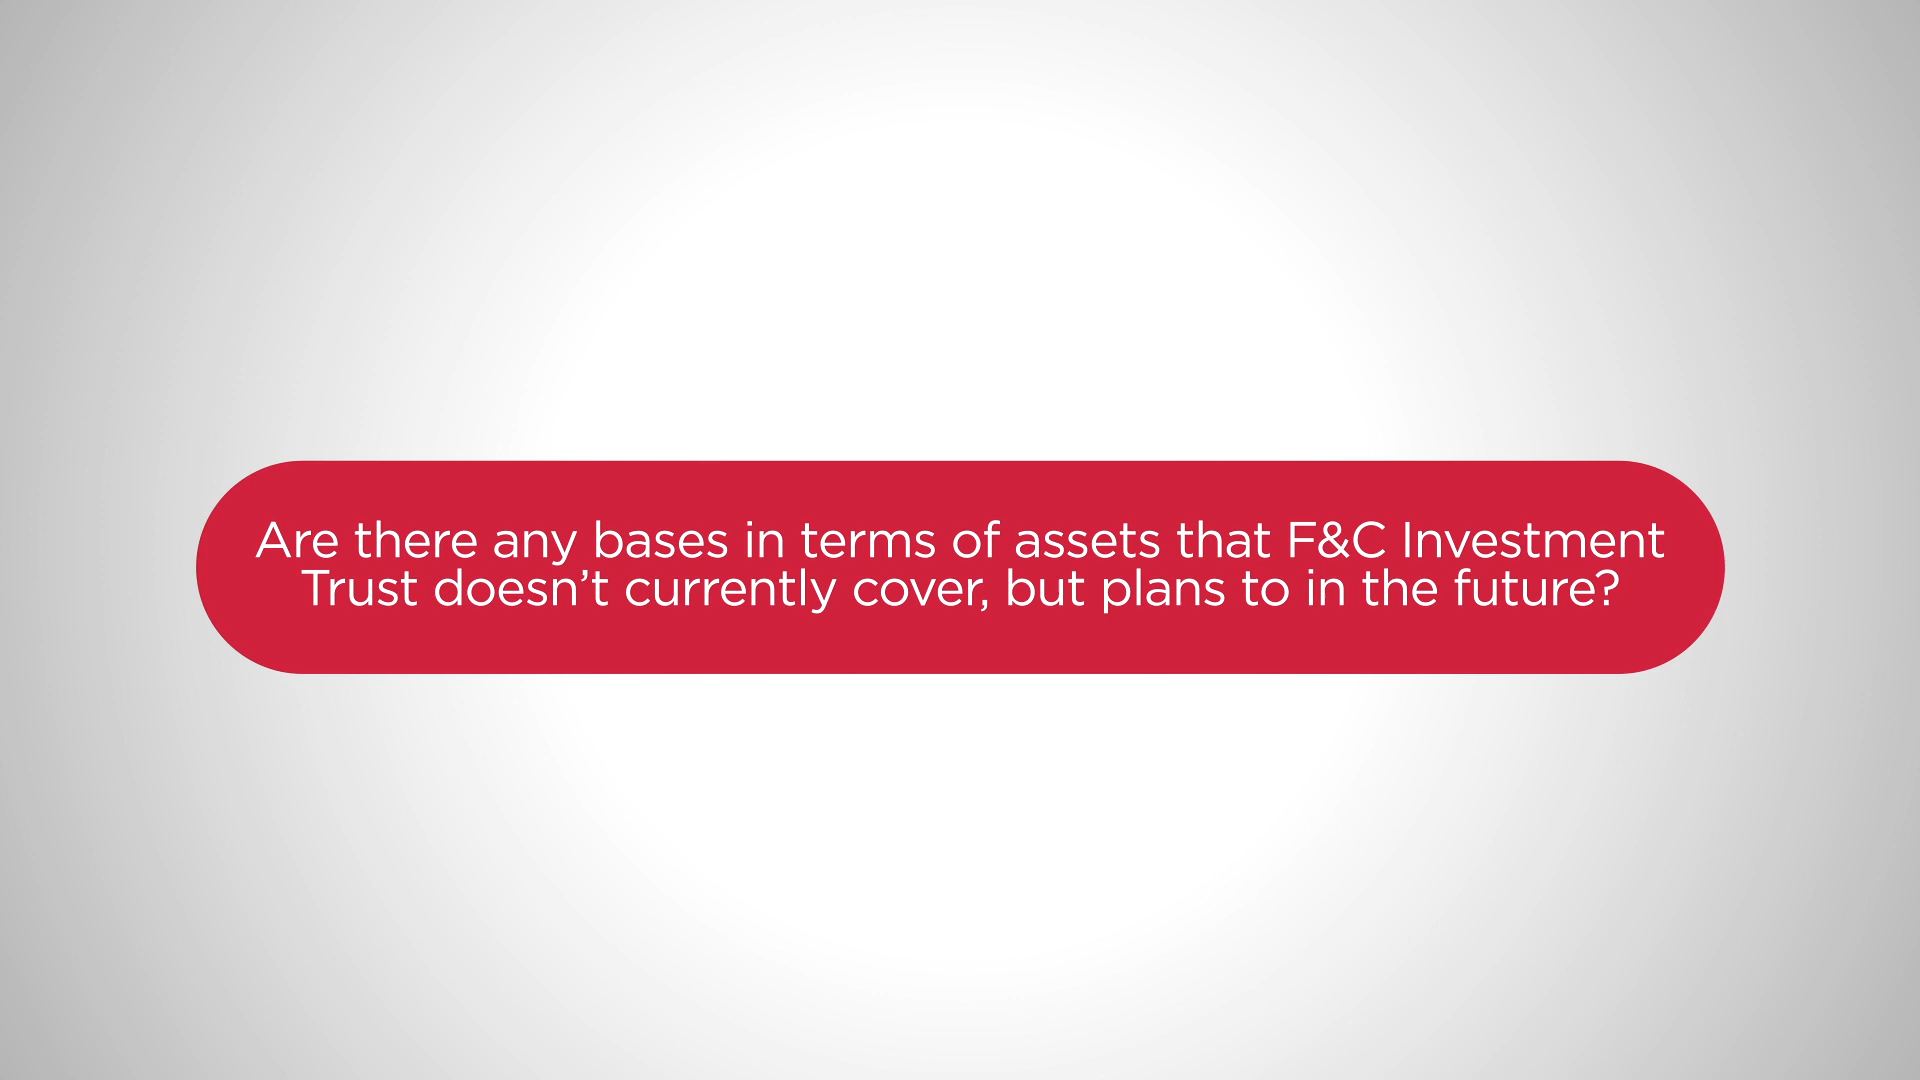 Are there any bases in terms of assets that F&C Investment
Trust doesn’t currently cover, but plans to in the future?